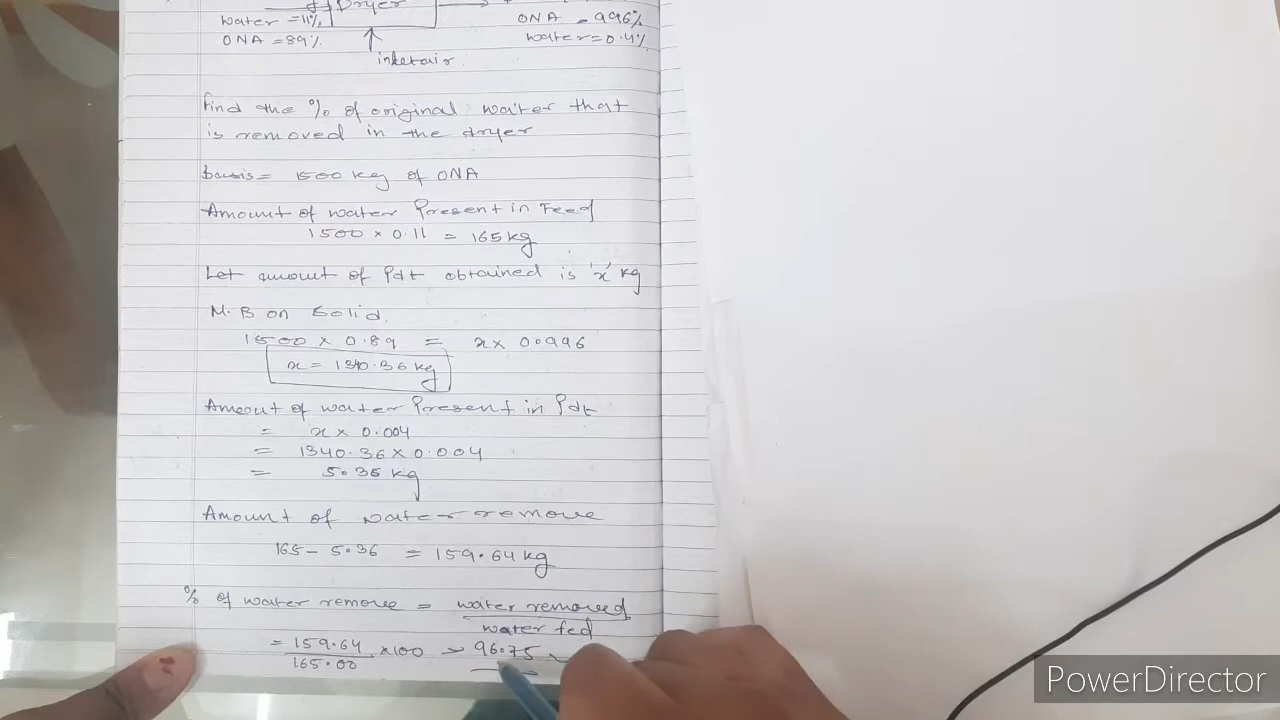 Dryer
water = 11%
ONA = 89%
ONA = 99.6%
water = 0.4%
inletair
Find the % of original water that
is removed in the dryer
basis = 1500 kg of ONA
Amount of water Present in Feed
1500 x 0.11 = 165 kg
Let amount of Pdt obtained is 'x' kg
M.B on Solid.
1500 x 0.89 = x x 0.996
x = 1340.36 kg
Amount of water Present in Pdt
= x x 0.004
= 1340.36 x 0.004
= 5.36 kg
Amount of water remove
165 - 5.36 = 159.64 kg
% of water remove = water removed
water fed
= 159.64 x 100 → 96.75
165.00
PowerDirector